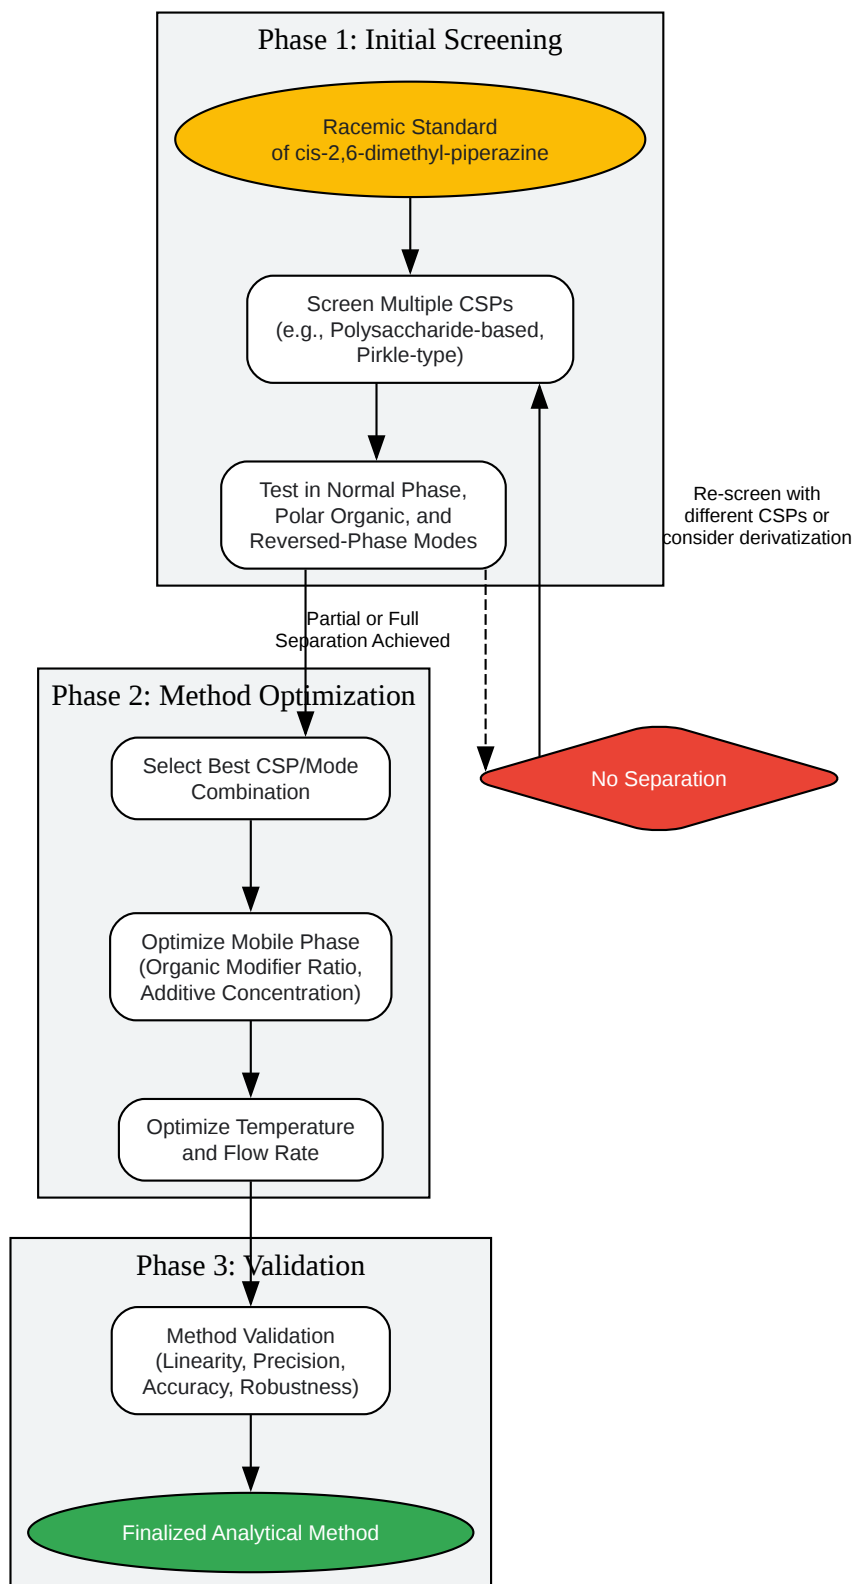 Phase 1: Initial Screening
Racemic Standard
of cis-2,6-dimethyl-piperazine
Screen Multiple CSPs
(e.g., Polysaccharide-based,
Pirkle-type)
Test in Normal Phase,
Polar Organic, and
Reversed-Phase Modes
Re-screen with
different CSPs or
consider derivatization
Partial or Full
Separation Achieved
Phase 2: Method Optimization
Select Best CSP/Mode
Combination
No Separation
Optimize Mobile Phase
(Organic Modifier Ratio,
Additive Concentration)
Optimize Temperature
and Flow Rate
Phase 3: Validation
Method Validation
(Linearity, Precision,
Accuracy, Robustness)
Finalized Analytical Method